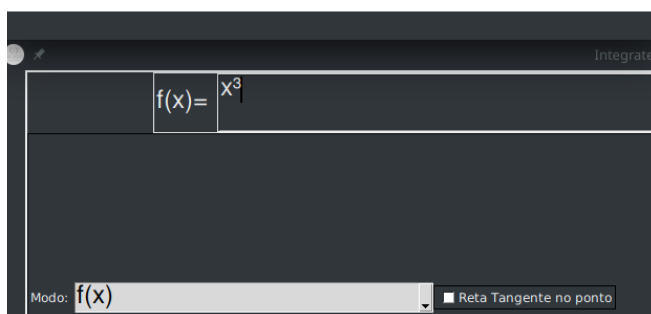 Integrate
f(x)= x³
Modo: f(x) Reta Tangente no ponto